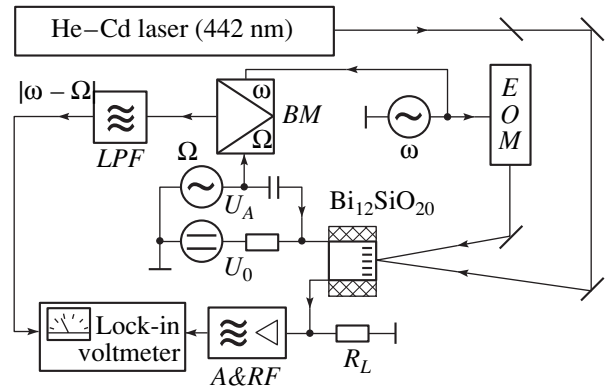 He–Cd laser (442 nm)
|ω – Ω|
ω
BM
Ω
LPF
ω
E
O
M
Ω
U_A
Bi₁₂SiO₂₀
U_0
Lock-in
voltmeter
A&RF
R_L